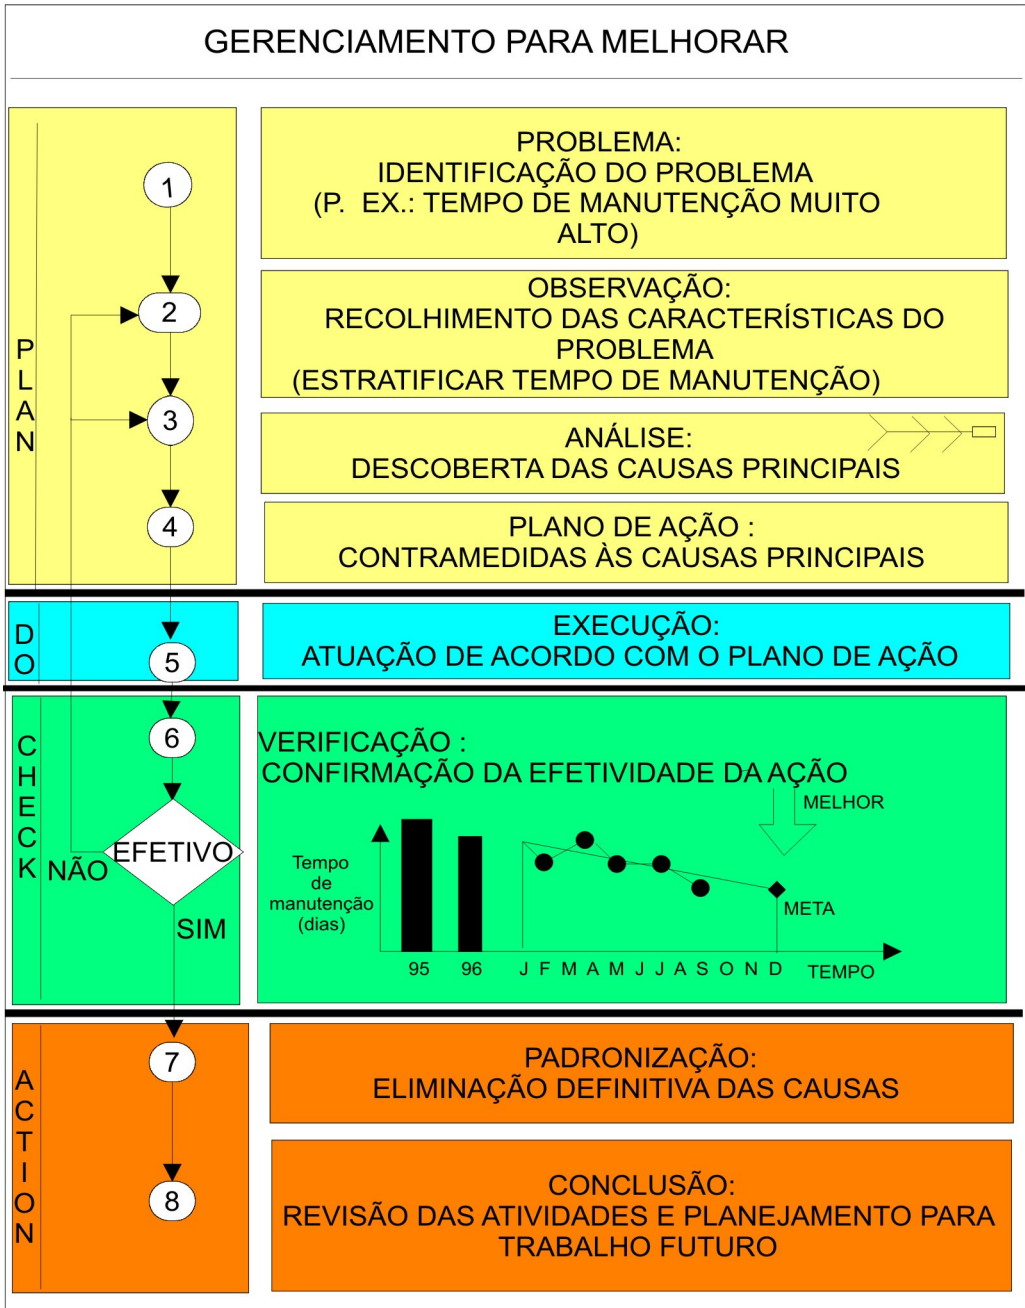 GERENCIAMENTO PARA MELHORAR
PLAN
1
PROBLEMA:
IDENTIFICAÇÃO DO PROBLEMA
(P. EX.: TEMPO DE MANUTENÇÃO MUITO
ALTO)
2
OBSERVAÇÃO:
RECOLHIMENTO DAS CARACTERÍSTICAS DO
PROBLEMA
(ESTRATIFICAR TEMPO DE MANUTENÇÃO)
3
ANÁLISE:
DESCOBERTA DAS CAUSAS PRINCIPAIS
4
PLANO DE AÇÃO :
CONTRAMEDIDAS ÀS CAUSAS PRINCIPAIS
DO
5
EXECUÇÃO:
ATUAÇÃO DE ACORDO COM O PLANO DE AÇÃO
CHECK
6
EFETIVO
NÃO
SIM
VERIFICAÇÃO :
CONFIRMAÇÃO DA EFETIVIDADE DA AÇÃO
MELHOR
Tempo
de
manutenção
(dias)
META
95 96 J F M A M J J A S O N D TEMPO
ACTION
7
PADRONIZAÇÃO:
ELIMINAÇÃO DEFINITIVA DAS CAUSAS
8
CONCLUSÃO:
REVISÃO DAS ATIVIDADES E PLANEJAMENTO PARA
TRABALHO FUTURO